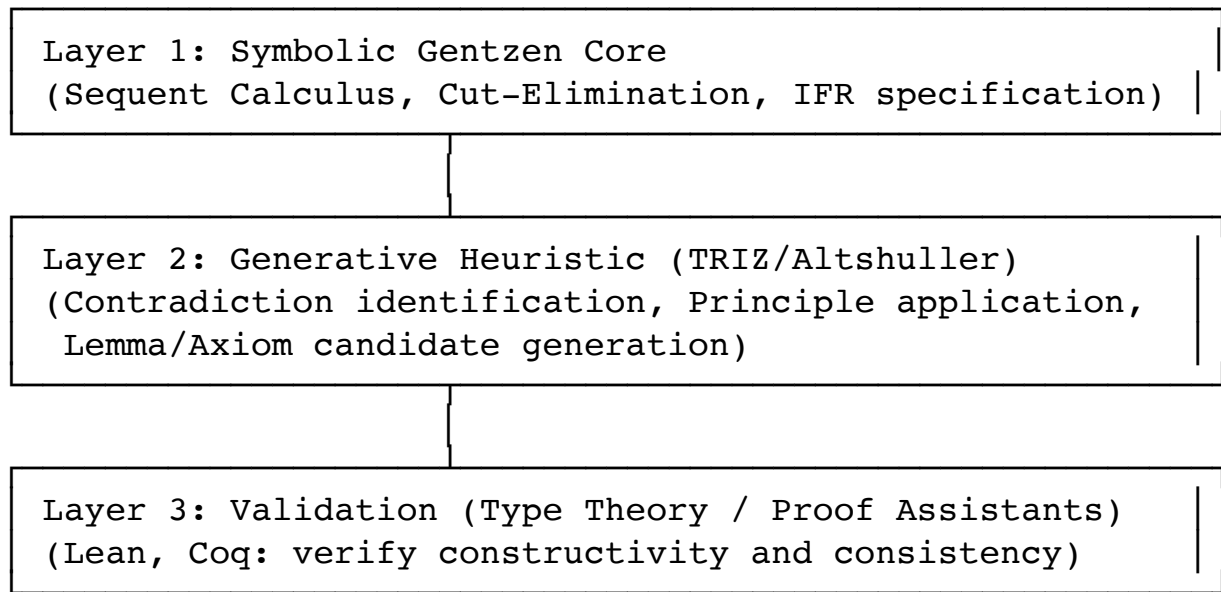 Layer 1: Symbolic Gentzen Core
(Sequent Calculus, Cut-Elimination, IFR specification)
Layer 2: Generative Heuristic (TRIZ/Altshuller)
(Contradiction identification, Principle application,
Lemma/Axiom candidate generation)
Layer 3: Validation (Type Theory / Proof Assistants)
(Lean, Coq: verify constructivity and consistency)